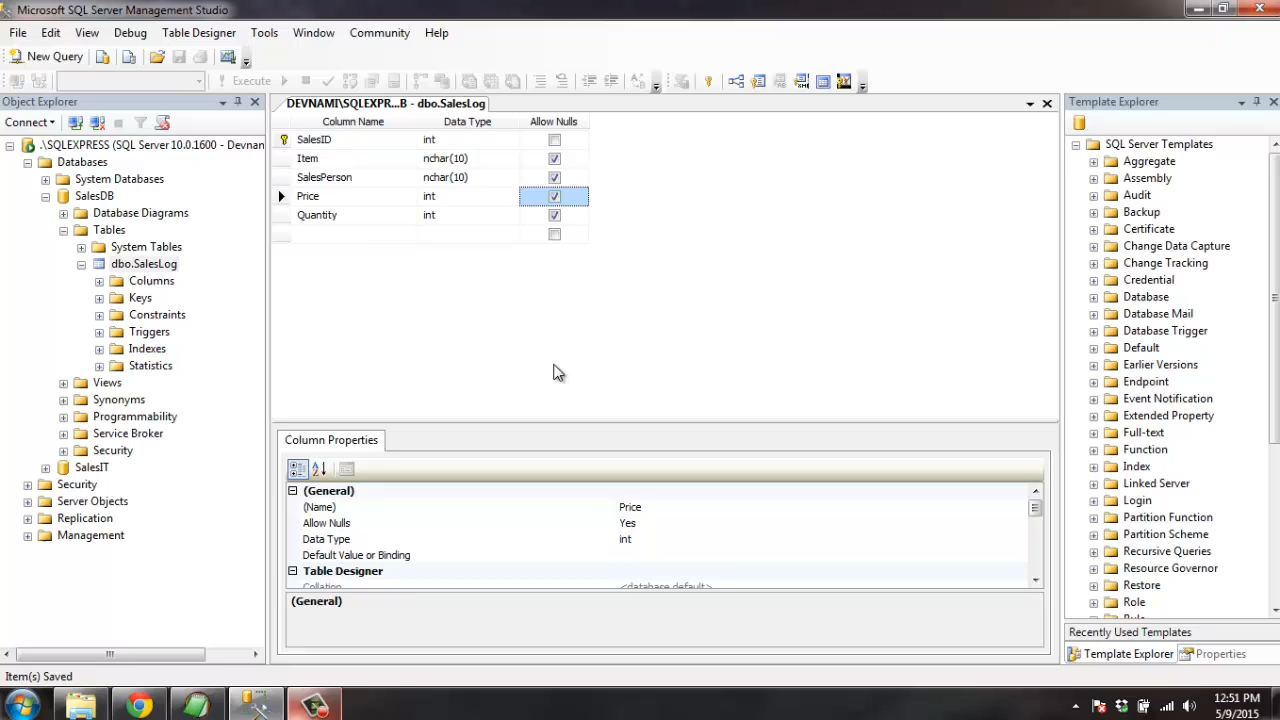 Microsoft SQL Server Management Studio
File Edit View Debug Table Designer Tools Window Community Help
New Query
Execute
Object Explorer
Connect
.\SQLEXPRESS (SQL Server 10.0.1600 - Devnam
Databases
System Databases
SalesDB
Database Diagrams
Tables
System Tables
dbo.SalesLog
Columns
Keys
Constraints
Triggers
Indexes
Statistics
Views
Synonyms
Programmability
Service Broker
Security
SalesIT
Security
Server Objects
Replication
Management
DEVNAMI\SQLEXPR...B - dbo.SalesLog
Column Name Data Type Allow Nulls
SalesID int
Item nchar(10)
SalesPerson nchar(10)
Price int
Quantity int
Column Properties
(General)
(Name) Price
Allow Nulls Yes
Data Type int
Default Value or Binding
Table Designer
Collation <database default>
(General)
Template Explorer
SQL Server Templates
Aggregate
Assembly
Audit
Backup
Certificate
Change Data Capture
Change Tracking
Credential
Database
Database Mail
Database Trigger
Default
Earlier Versions
Endpoint
Event Notification
Extended Property
Full-text
Function
Index
Linked Server
Login
Partition Function
Partition Scheme
Recursive Queries
Resource Governor
Restore
Role
Rule
Recently Used Templates
Template Explorer Properties
Item(s) Saved
12:51 PM
5/9/2015